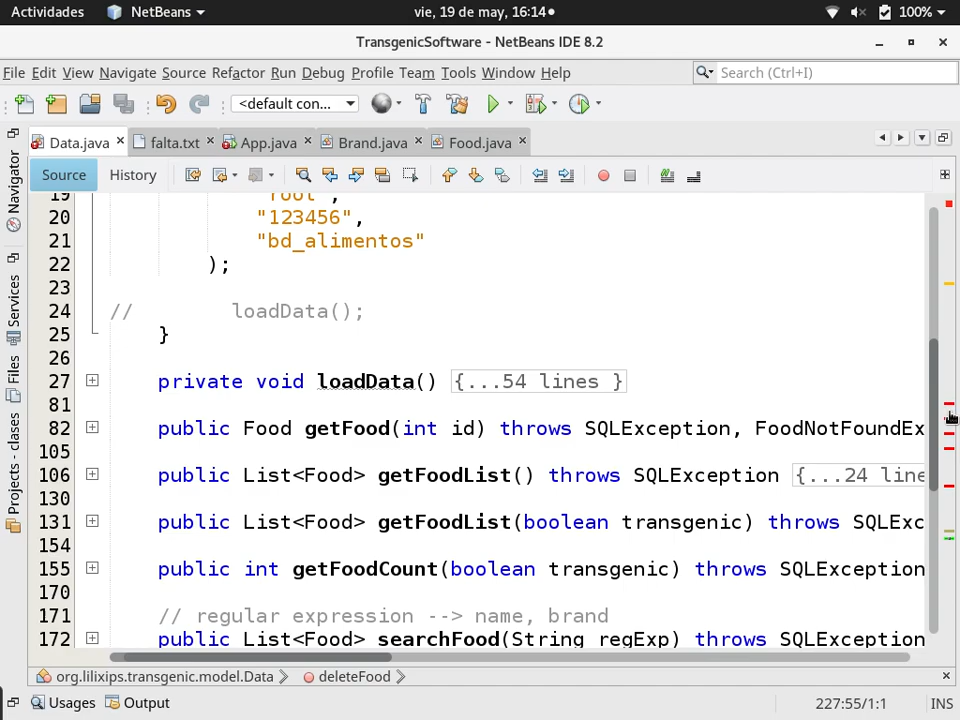 Actividades NetBeans vie, 19 de may, 16:14 100%
TransgenicSoftware - NetBeans IDE 8.2
File Edit View Navigate Source Refactor Run Debug Profile Team Tools Window Help Search (Ctrl+I)
<default con...
Data.java falta.txt App.java Brand.java Food.java
Source History
Navigator
Services
Files
Projects - clases
19 "root",
20 "123456",
21 "bd_alimentos"
22 );
23
24 // loadData();
25 }
26
27 private void loadData() {...54 lines }
81
82 public Food getFood(int id) throws SQLException, FoodNotFoundEx
105
106 public List<Food> getFoodList() throws SQLException {...24 line
130
131 public List<Food> getFoodList(boolean transgenic) throws SQLExc
154
155 public int getFoodCount(boolean transgenic) throws SQLException
170
171 // regular expression --> name, brand
172 public List<Food> searchFood(String regExp) throws SQLException
org.lilixips.transgenic.model.Data deleteFood
Usages Output 227:55/1:1 INS